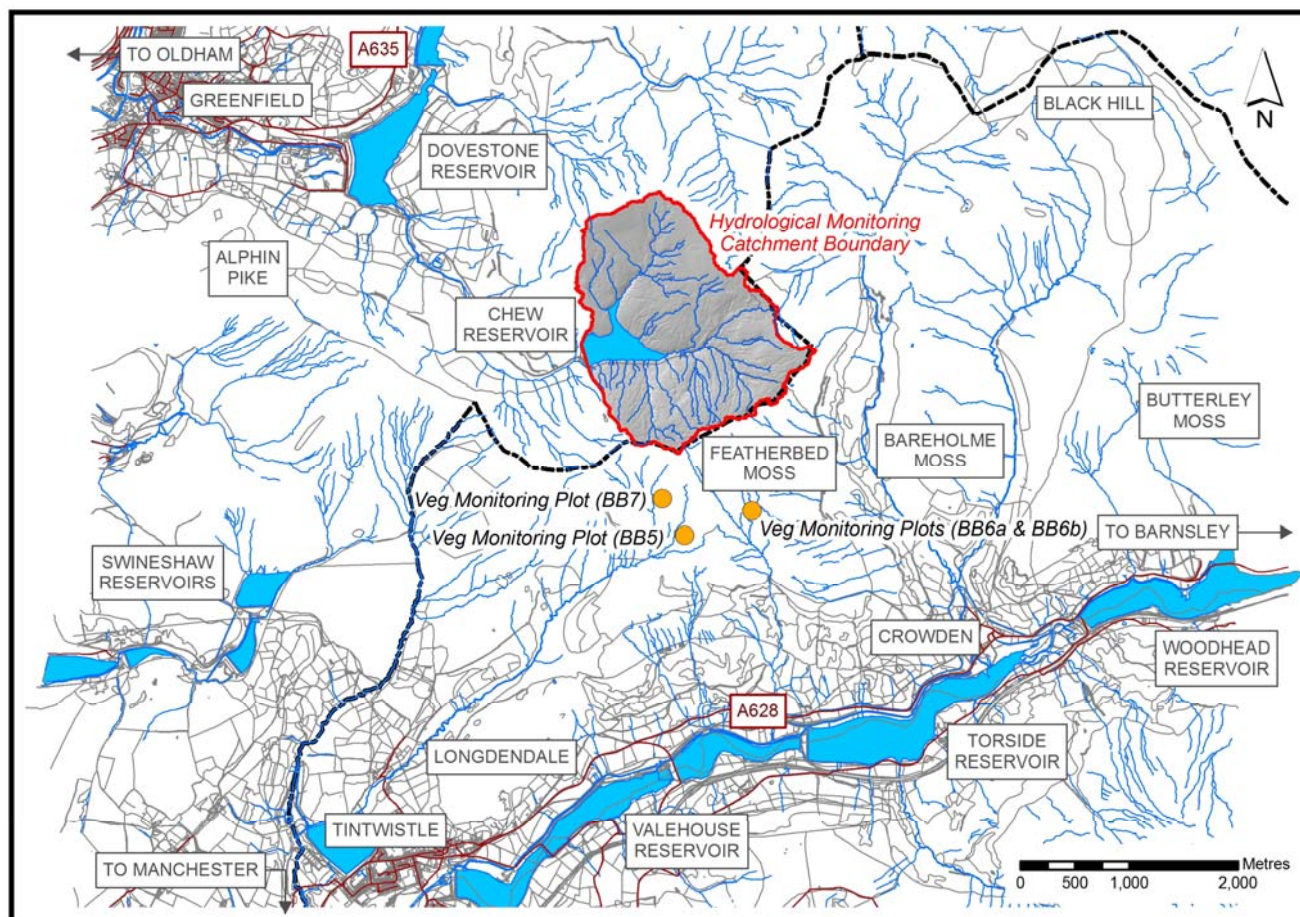 TO OLDHAM
A635
GREENFIELD
BLACK HILL
N
DOVESTONE
RESERVOIR
Hydrological Monitoring
Catchment Boundary
ALPHIN
PIKE
CHEW
RESERVOIR
BUTTERLEY
MOSS
BAREHOLME
MOSS
FEATHERBED
MOSS
Veg Monitoring Plot (BB7)
Veg Monitoring Plots (BB6a & BB6b)
Veg Monitoring Plot (BB5)
TO BARNSLEY
SWINESHAW
RESERVOIRS
CROWDEN
WOODHEAD
RESERVOIR
A628
LONGDENDALE
TORSIDE
RESERVOIR
TINTWISTLE
VALEHOUSE
RESERVOIR
TO MANCHESTER
Metres
0 500 1,000 2,000